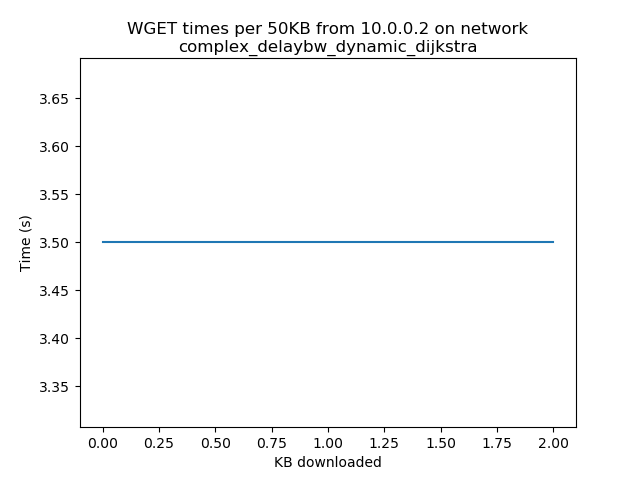 WGET times per 50KB from 10.0.0.2 on network
complex_delaybw_dynamic_dijkstra
3.65
3.60
3.55
3.50
3.45
3.40
3.35
Time (s)
0.00 0.25 0.50 0.75 1.00 1.25 1.50 1.75 2.00
KB downloaded